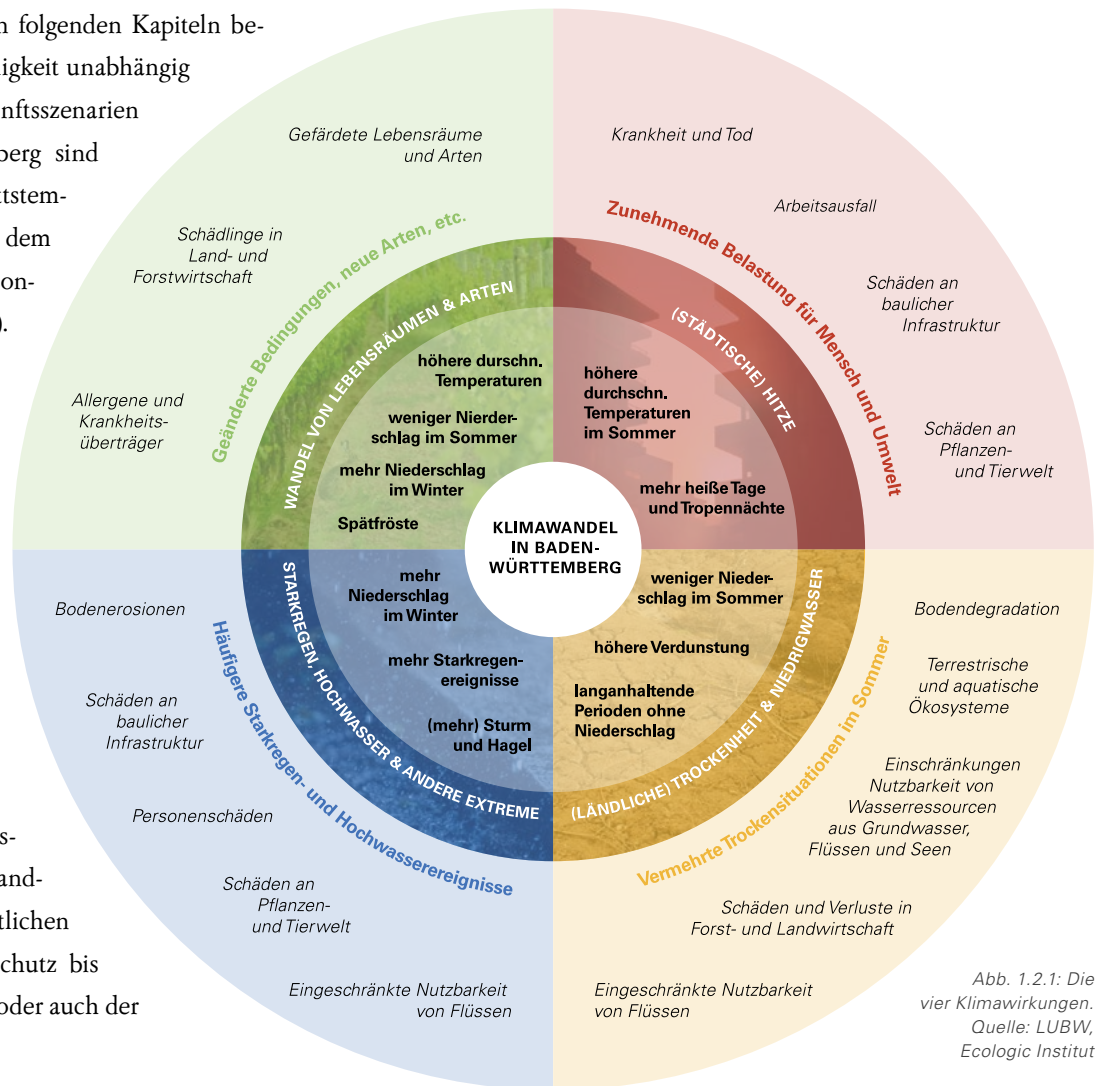 n folgenden Kapiteln be-
ligkeit unabhängig
nftsszenarien
berg sind
ttstem-
dem
on-
).
s-
and-
tlichen
schutz bis
oder auch der
Gefärdete Lebensräume
und Arten
Schädlinge in
Land- und
Forstwirtschaft
Allergene und
Krankheits-
überträger
Geänderte Bedingungen, neue Arten, etc.
WANDEL VON LEBENSRÄUMEN & ARTEN
höhere durschn.
Temperaturen
weniger Nierder-
schlag im Sommer
mehr Niederschlag
im Winter
Spätfröste
Krankheit und Tod
Arbeitsausfall
Schäden an
baulicher
Infrastruktur
Schäden an
Pflanzen-
und Tierwelt
Zunehmende Belastung für Mensch und Umwelt
(STÄDTISCHE) HITZE
höhere
durchschn.
Temperaturen
im Sommer
mehr heiße Tage
und Tropennächte
KLIMAWANDEL
IN BADEN-
WÜRTTEMBERG
mehr
Niederschlag
im Winter
mehr Starkregen-
ereignisse
(mehr) Sturm
und Hagel
STARKREGEN, HOCHWASSER & ANDERE EXTREME
Häufigere Starkregen- und Hochwasserereignisse
Bodenerosionen
Schäden an
baulicher
Infrastruktur
Personenschäden
Schäden an
Pflanzen-
und Tierwelt
Eingeschränkte Nutzbarkeit
von Flüssen
weniger Nieder-
schlag im Sommer
höhere Verdunstung
langanhaltende
Perioden ohne
Niederschlag
(LÄNDLICHE) TROCKENHEIT & NIEDRIGWASSER
Vermehrte Trockensituationen im Sommer
Bodendegradation
Terrestrische
und aquatische
Ökosysteme
Einschränkungen
Nutzbarkeit von
Wasserressourcen
aus Grundwasser,
Flüssen und Seen
Schäden und Verluste in
Forst- und Landwirtschaft
Eingeschränkte Nutzbarkeit
von Flüssen
Abb. 1.2.1: Die
vier Klimawirkungen.
Quelle: LUBW,
Ecologic Institut